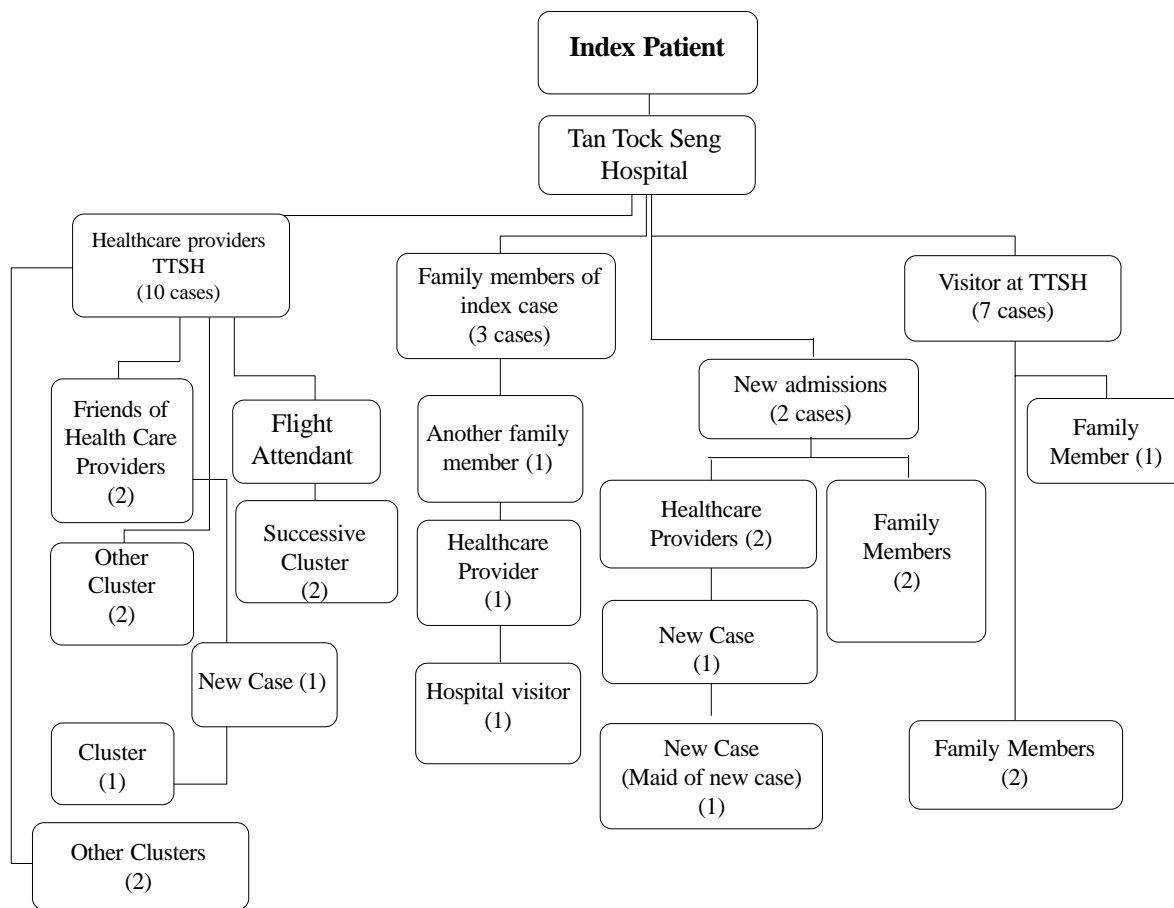 Index Patient
Tan Tock Seng
Hospital
Healthcare providers
TTSH
(10 cases)
Family members of
index case
(3 cases)
Visitor at TTSH
(7 cases)
New admissions
(2 cases)
Friends of
Health Care
Providers
(2)
Flight
Attendant
Another family
member (1)
Family
Member (1)
Healthcare
Providers (2)
Family
Members
(2)
Other
Cluster
(2)
Successive
Cluster
(2)
Healthcare
Provider
(1)
New Case
(1)
New Case (1)
Hospital visitor
(1)
Cluster
(1)
New Case
(Maid of new case)
(1)
Family Members
(2)
Other Clusters
(2)